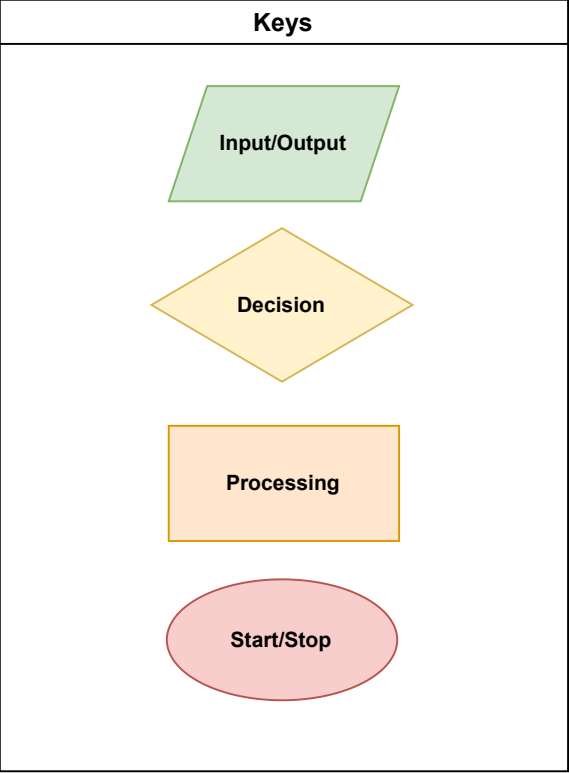 Keys
Input/Output
Decision
Processing
Start/Stop